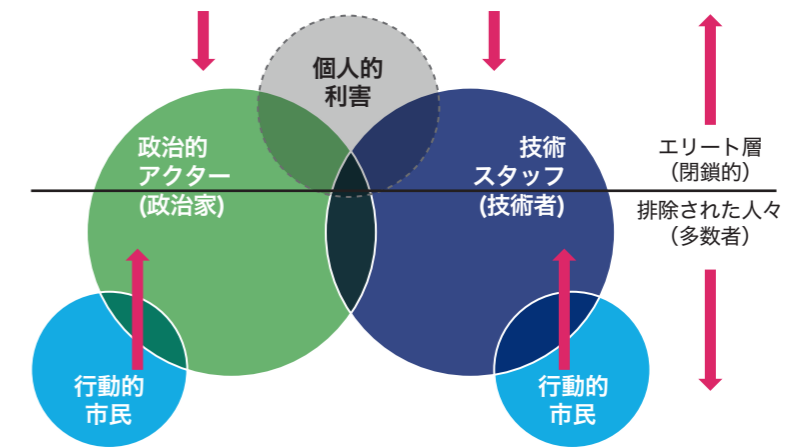 個人的
利害
政治的
アクター
(政治家)
技術
スタッフ
(技術者)
エリート層
（閉鎖的）
排除された人々
（多数者）
行動的
市民
行動的
市民